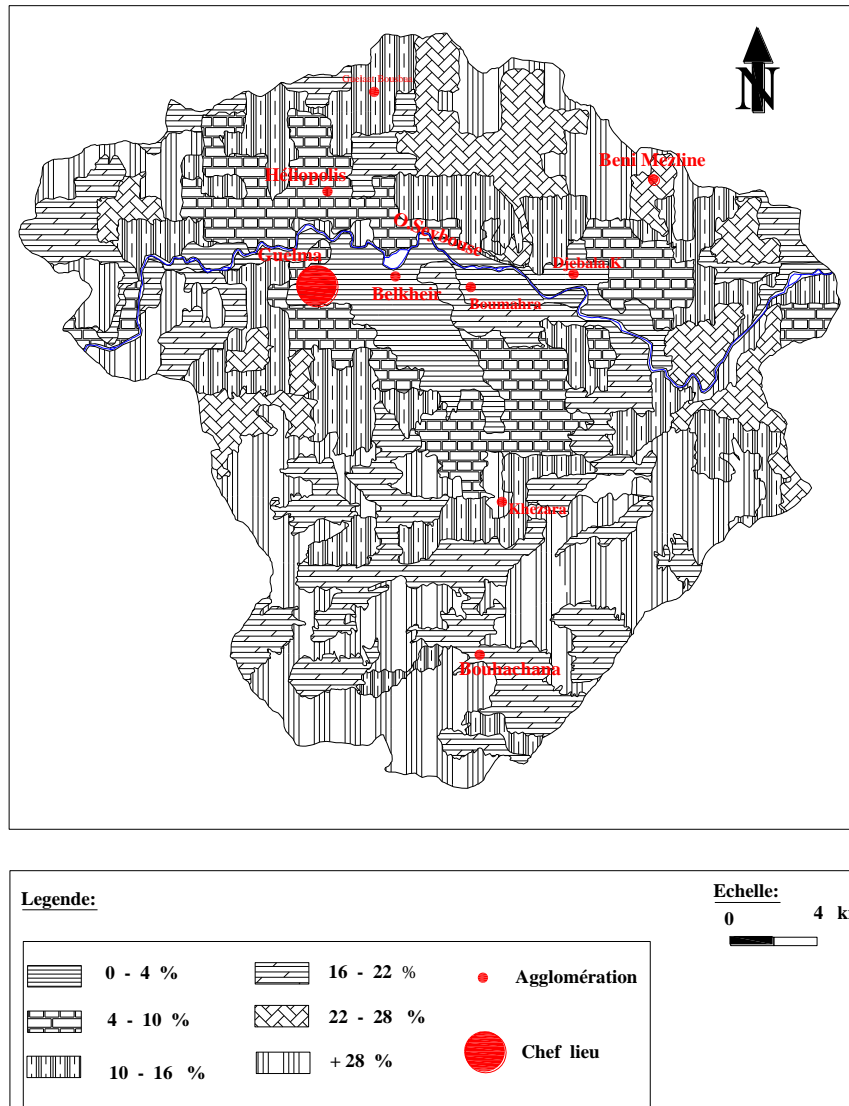 N
Beni Mezline
Héliopolis
O.Seybouse
Guelma
Djebala K
Belkheir
Boumahra
Khezara
Bouhachana
Legende:
Echelle:
0 4 k
0 - 4 %
16 - 22 %
Agglomération
4 - 10 %
22 - 28 %
Chef lieu
10 - 16 %
+ 28 %